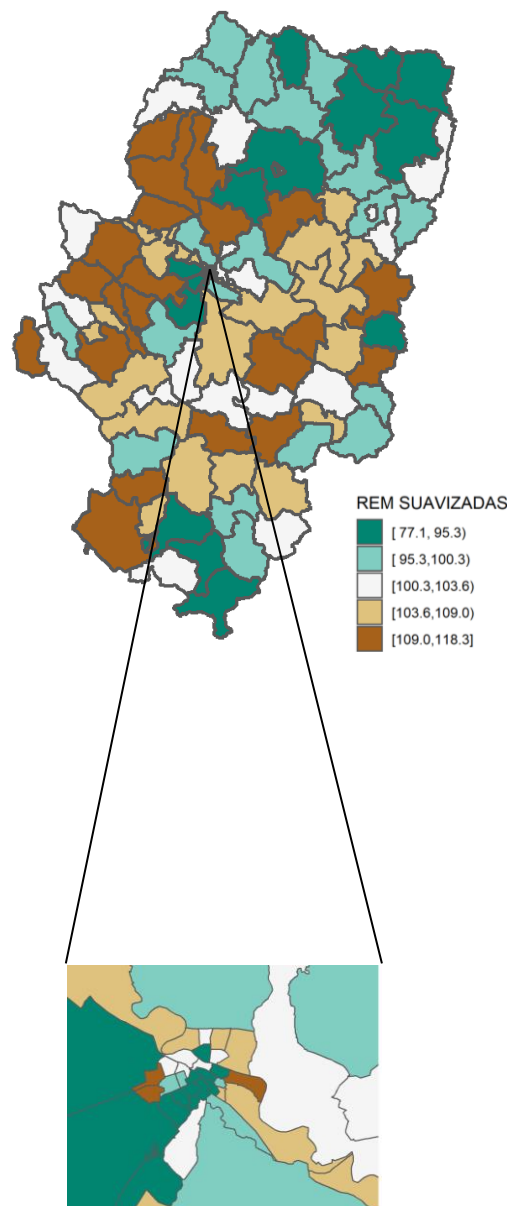 REM SUAVIZADAS
[ 77.1, 95.3)
[ 95.3,100.3)
[100.3,103.6)
[103.6,109.0)
[109.0,118.3]